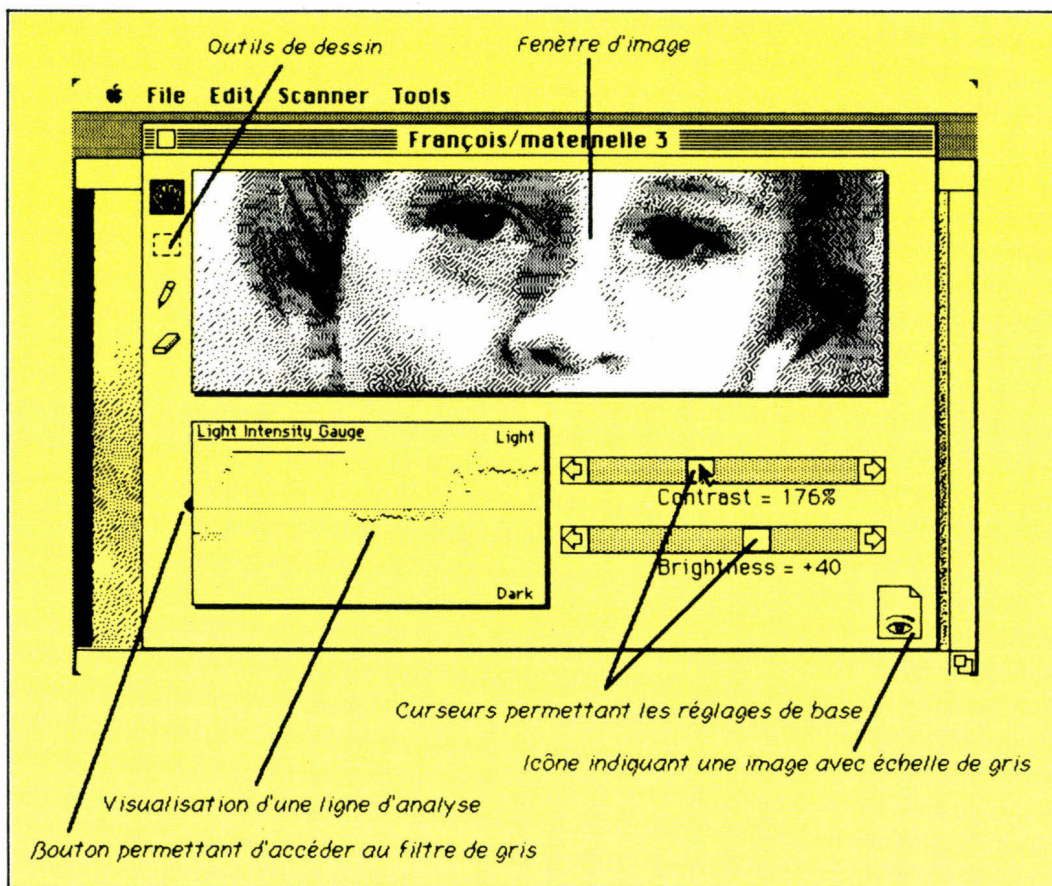 Outils de dessin
Fenètre d'image
File Edit Scanner Tools
François/maternelle 3
Light Intensity Gauge
Light
Contrast = 176%
Brightness = +40
Dark
Curseurs permettant les réglages de base
Icône indiquant une image avec échelle de gris
Visualisation d'une ligne d'analyse
Bouton permettant d'accéder au filtre de gris